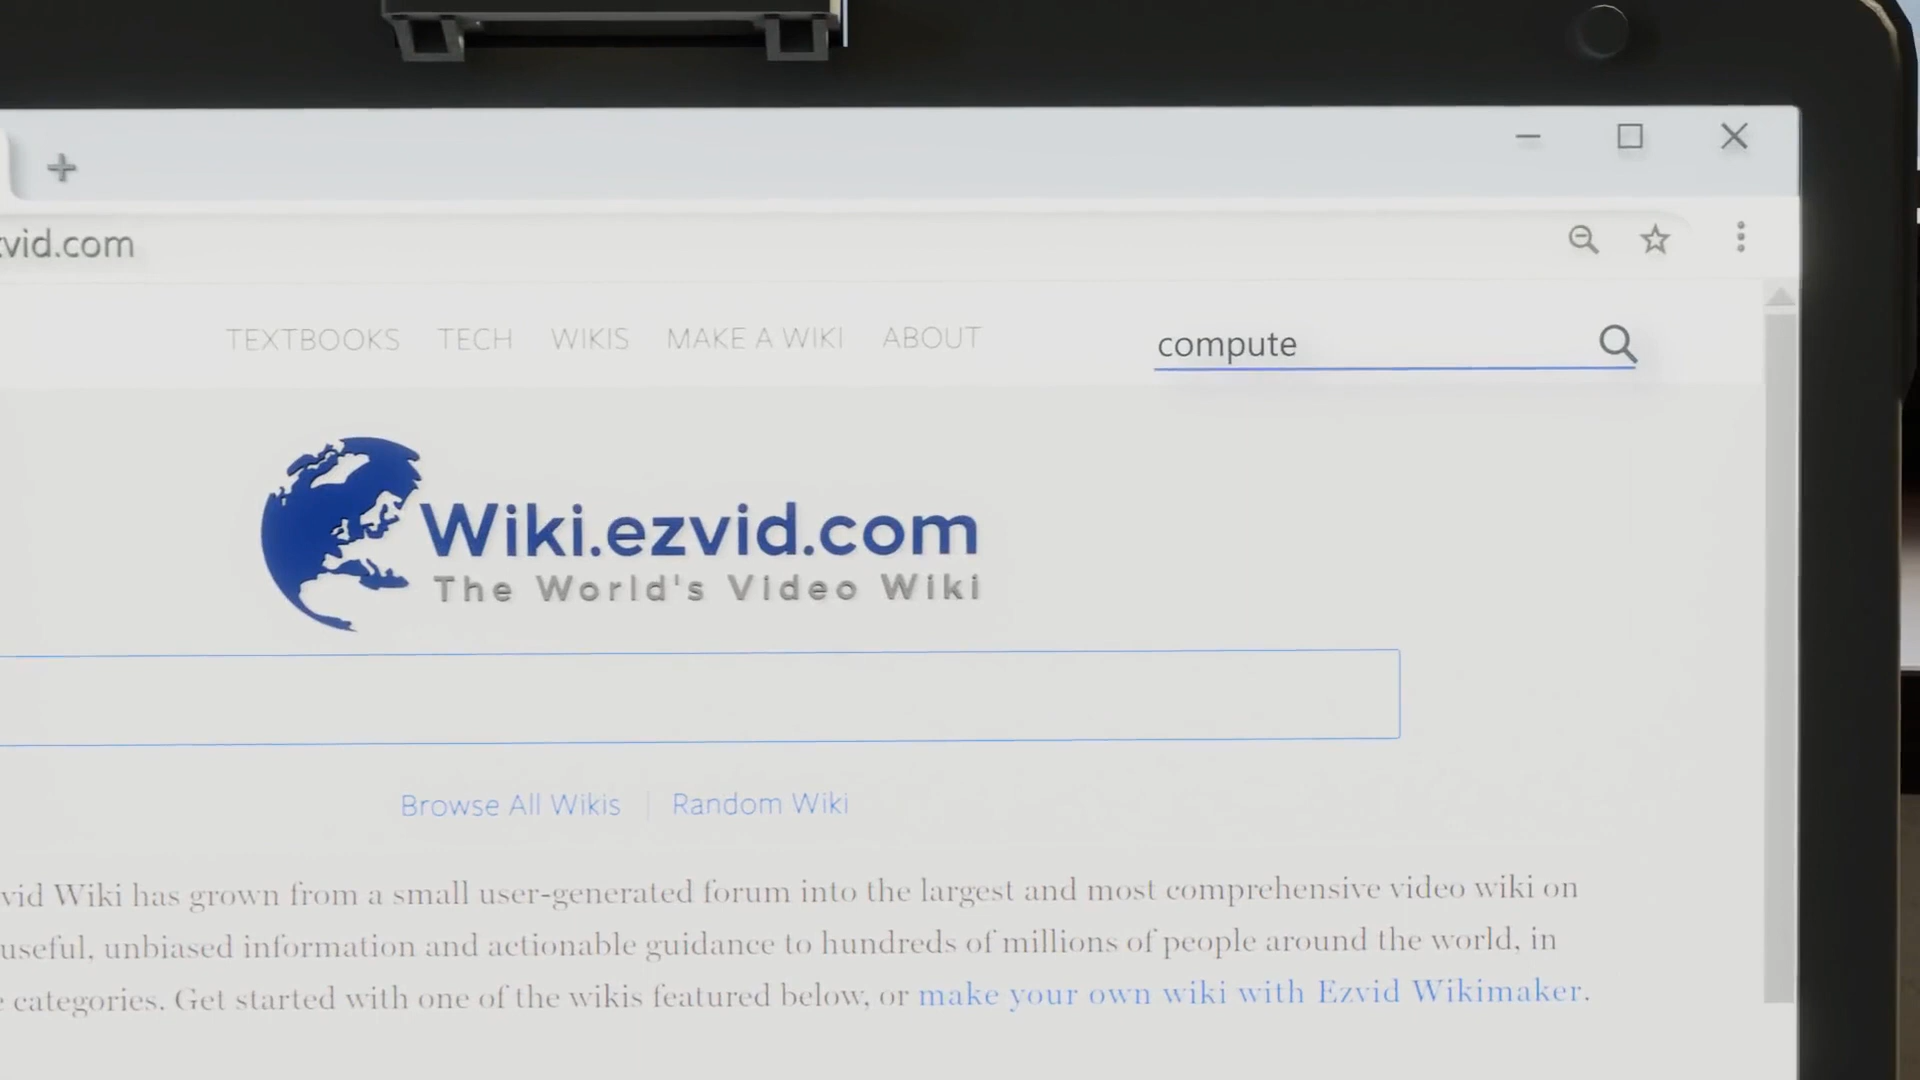 vid.com
TEXTBOOKS TECH WIKIS MAKE A WIKI ABOUT
compute
Wiki.ezvid.com
The World's Video Wiki
Browse All Wikis Random Wiki
vid Wiki has grown from a small user-generated forum into the largest and most comprehensive video wiki on
useful, unbiased information and actionable guidance to hundreds of millions of people around the world, in
categories. Get started with one of the wikis featured below, or make your own wiki with Ezvid Wikimaker.